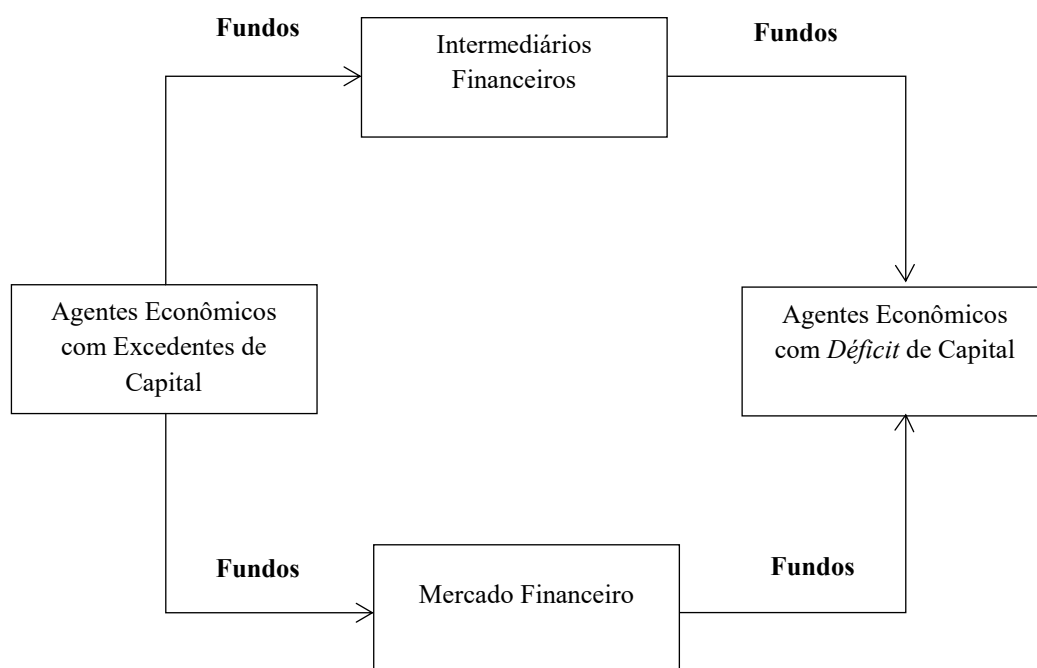 Fundos
Intermediários
Financeiros
Fundos
Agentes Econômicos
com Excedentes de
Capital
Agentes Econômicos
com Déficit de Capital
Fundos
Mercado Financeiro
Fundos